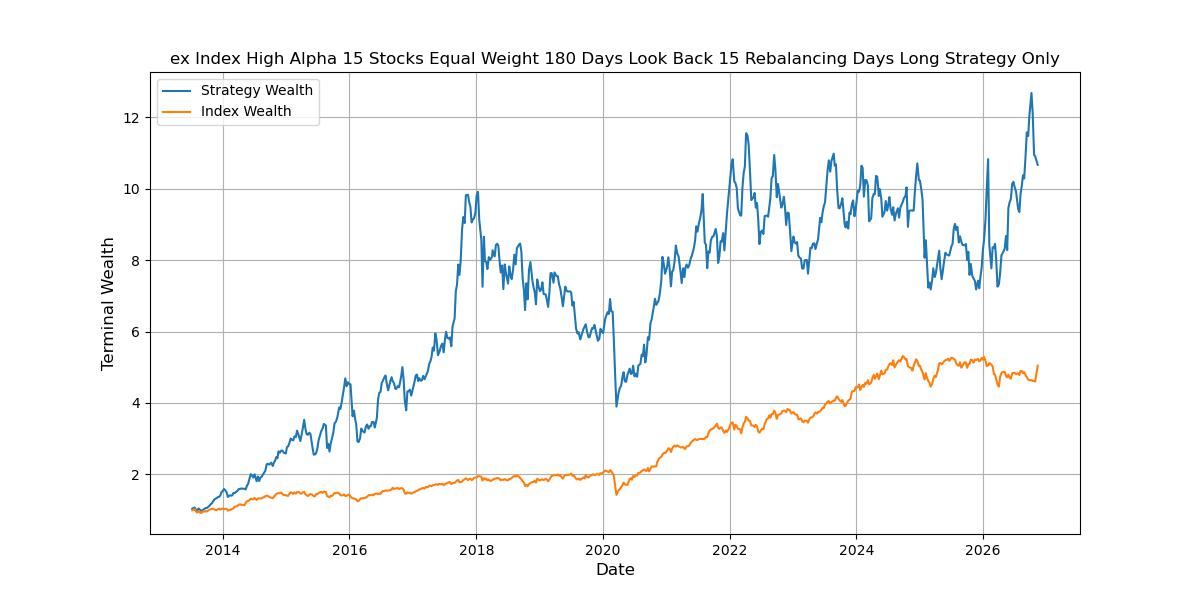 ex Index High Alpha 15 Stocks Equal Weight 180 Days Look Back 15 Rebalancing Days Long Strategy Only
Strategy Wealth
Index Wealth
Terminal Wealth
12
10
8
6
4
2
2014 2016 2018 2020 2022 2024 2026
Date